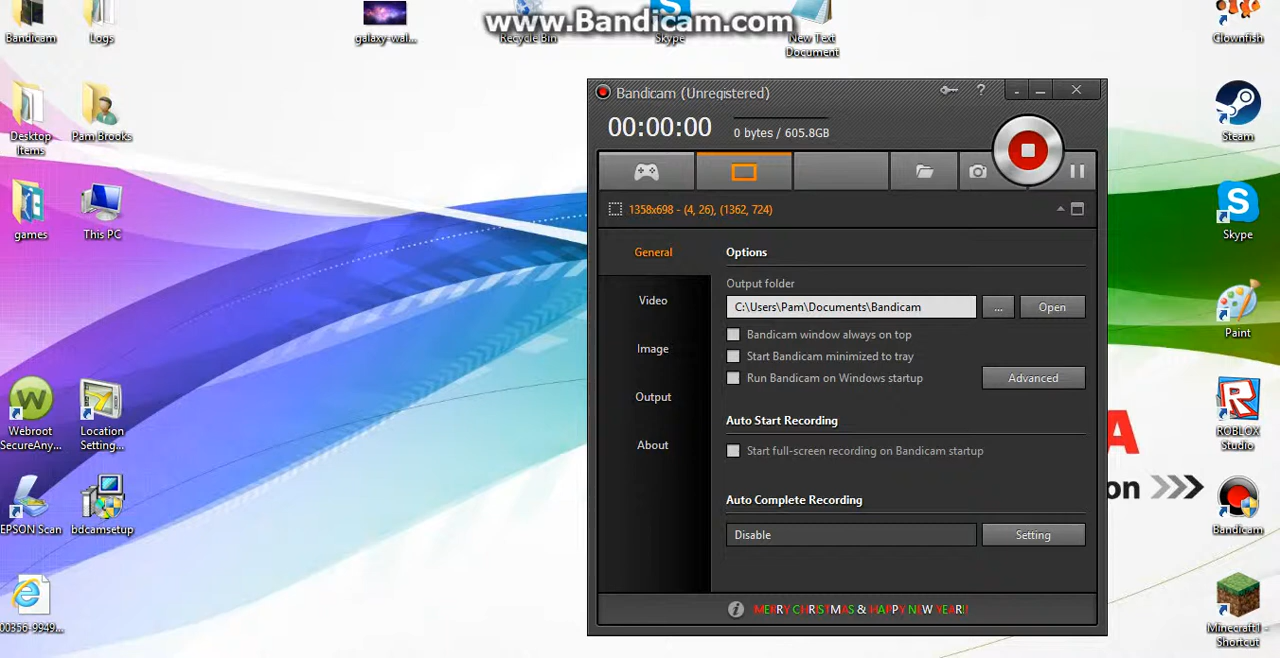 www.Bandicam.com
Bandicam
Logs
galaxy-wal...
Recycle Bin
Skype
New Text
Document
Clownfish
Desktop
Items
Pam Brooks
Steam
games
This PC
Skype
Paint
Webroot
SecureAny...
Location
Setting...
ROBLOX
Studio
EPSON Scan
bdcamsetup
Bandicam
00356-9949...
Minecraft1 -
Shortcut
A
on
Bandicam (Unregistered)
00:00:00
0 bytes / 605.8GB
1358x698 - (4, 26), (1362, 724)
General
Video
Image
Output
About
Options
Output folder
C:\Users\Pam\Documents\Bandicam
...
Open
Bandicam window always on top
Start Bandicam minimized to tray
Run Bandicam on Windows startup
Advanced
Auto Start Recording
Start full-screen recording on Bandicam startup
Auto Complete Recording
Disable
Setting
MERRY CHRISTMAS & HAPPY NEW YEAR!!